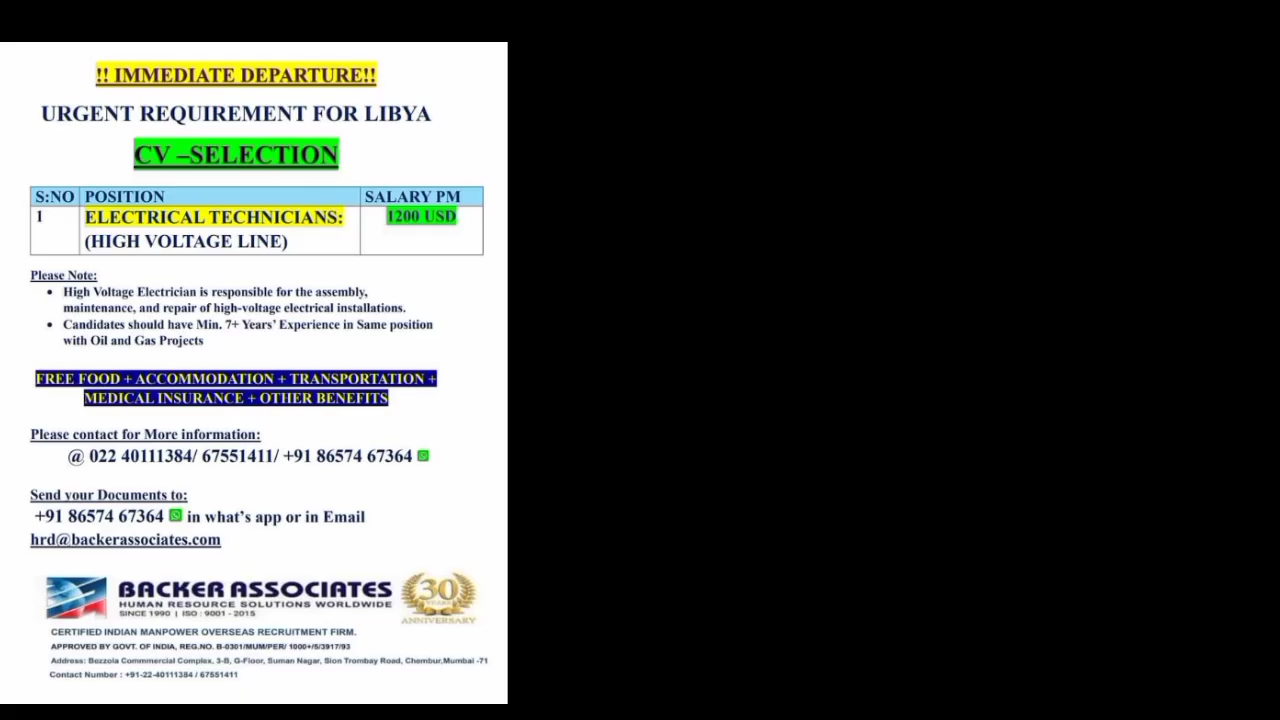 !! IMMEDIATE DEPARTURE!!
URGENT REQUIREMENT FOR LIBYA
CV –SELECTION
S:NO POSITION SALARY PM
1 ELECTRICAL TECHNICIANS: 1200 USD
(HIGH VOLTAGE LINE)
Please Note:
• High Voltage Electrician is responsible for the assembly,
maintenance, and repair of high-voltage electrical installations.
• Candidates should have Min. 7+ Years’ Experience in Same position
with Oil and Gas Projects
FREE FOOD + ACCOMMODATION + TRANSPORTATION +
MEDICAL INSURANCE + OTHER BENEFITS
Please contact for More information:
@ 022 40111384/ 67551411/ +91 86574 67364
Send your Documents to:
+91 86574 67364 in what’s app or in Email
hrd@backerassociates.com
BACKER ASSOCIATES
HUMAN RESOURCE SOLUTIONS WORLDWIDE
SINCE 1990 | ISO : 9001 - 2015
30
YEARS
ANNIVERSARY
CERTIFIED INDIAN MANPOWER OVERSEAS RECRUITMENT FIRM.
APPROVED BY GOVT. OF INDIA, REG.NO. B-0301/MUM/PER/ 1000+/5/3917/93
Address: Bezzola Commmercial Complex, 3-B, G-Floor, Suman Nagar, Sion Trombay Road, Chembur,Mumbai -71
Contact Number : +91-22-40111384 / 67551411